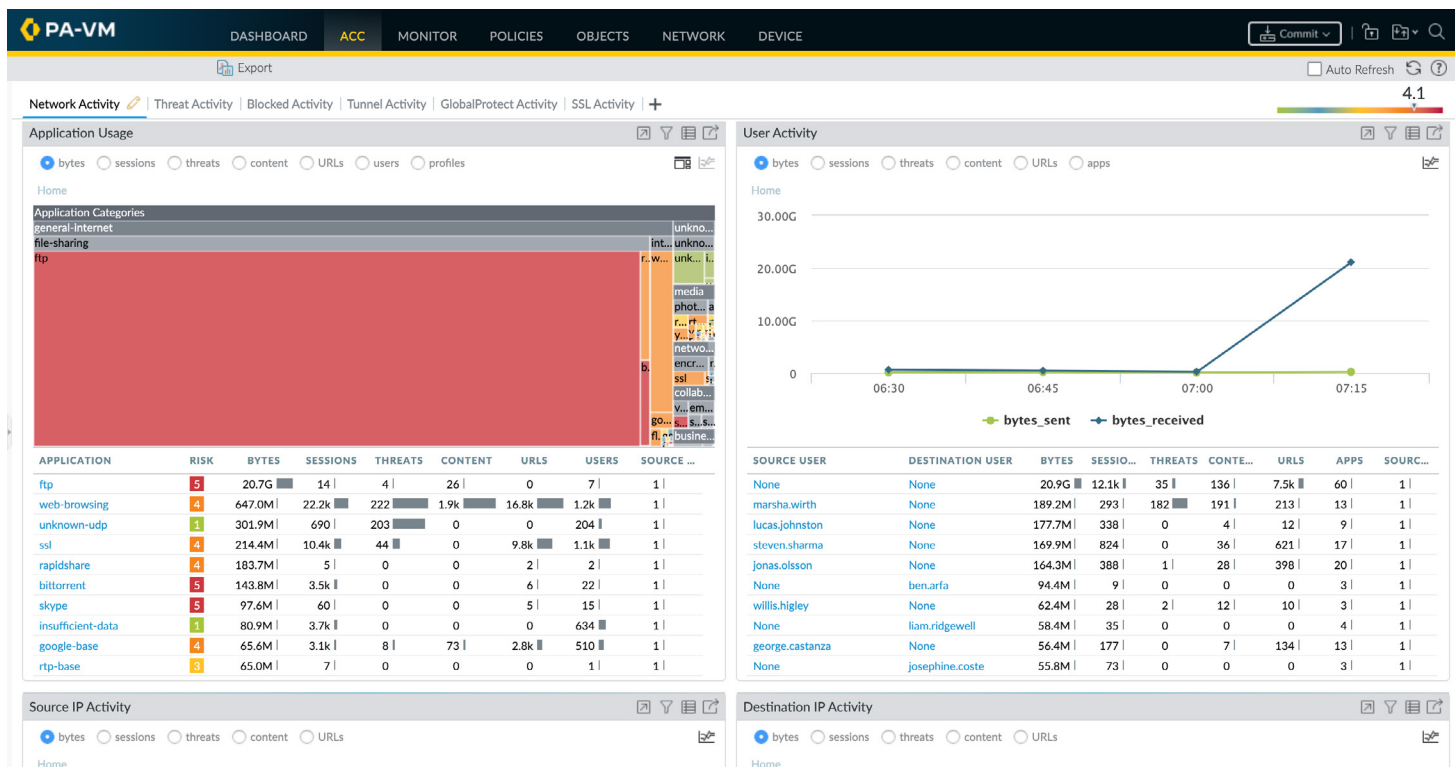 PA-VM
DASHBOARD ACC MONITOR POLICIES OBJECTS NETWORK DEVICE
Commit
Export
Auto Refresh
Network Activity Threat Activity Blocked Activity Tunnel Activity GlobalProtect Activity SSL Activity
4.1
Application Usage
bytes sessions threats content URLs users profiles
Home
Application Categories
general-internet unkno...
file-sharing int... unkno...
ftp r.. w... unk... i..
media
phot... a
r... rt...
y...
netwo...
b. encr... r
ssl
collab...
v... em...
go... s... s... s...
fl. busine...
APPLICATION RISK BYTES SESSIONS THREATS CONTENT URLS USERS SOURCE ...
ftp 5 20.7G 14 4 26 0 7 1
web-browsing 4 647.0M 22.2k 222 1.9k 16.8k 1.2k 1
unknown-udp 1 301.9M 690 203 0 0 204 1
ssl 4 214.4M 10.4k 44 0 9.8k 1.1k 1
rapidshare 4 183.7M 5 0 0 2 2 1
bittorrent 5 143.8M 3.5k 0 0 6 22 1
skype 5 97.6M 60 0 0 5 15 1
insufficient-data 1 80.9M 3.7k 0 0 0 634 1
google-base 4 65.6M 3.1k 8 73 2.8k 510 1
rtp-base 3 65.0M 7 0 0 0 1 1
User Activity
bytes sessions threats content URLs apps
Home
30.00G
20.00G
10.00G
0
06:30 06:45 07:00 07:15
bytes_sent bytes_received
SOURCE USER DESTINATION USER BYTES SESSIO... THREATS CONTE... URLS APPS SOURC...
None None 20.9G 12.1k 35 136 7.5k 60 1
marsha.wirth None 189.2M 293 182 191 213 13 1
lucas.johnston None 177.7M 338 0 4 12 9 1
steven.sharma None 169.9M 824 0 36 621 17 1
jonas.olsson None 164.3M 388 1 28 398 20 1
None ben.arfa 94.4M 9 0 0 0 3 1
willis.higley None 62.4M 28 2 12 10 3 1
None liam.ridgewell 58.4M 35 0 0 0 4 1
george.castanza None 56.4M 177 0 7 134 13 1
None josephine.coste 55.8M 73 0 0 0 3 1
Source IP Activity
bytes sessions threats content URLs
Home
Destination IP Activity
bytes sessions threats content URLs
Home